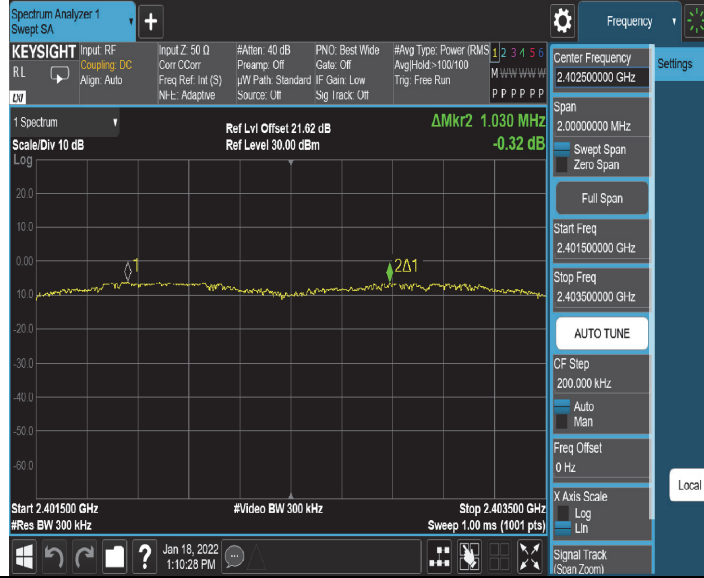 Spectrum Analyzer 1
Swept SA
+
Frequency
KEYSIGHT
RL
LXI
Input: RF
Coupling: DC
Align: Auto
Input Z: 50 Ω
Corr CCorr
Freq Ref: Int (S)
NFE: Adaptive
#Atten: 40 dB
Preamp: Off
µW Path: Standard
Source: Off
PNO: Best Wide
Gate: Off
IF Gain: Low
Sig Track: Off
#Avg Type: Power (RMS
Avg|Hold:>100/100
Trig: Free Run
1 2 3 4 5 6
M W W W W W
P P P P P P
Center Frequency
2.402500000 GHz
Settings
Span
2.00000000 MHz
Swept Span
Zero Span
Full Span
Start Freq
2.401500000 GHz
Stop Freq
2.403500000 GHz
AUTO TUNE
CF Step
200.000 kHz
Auto
Man
Freq Offset
0 Hz
X Axis Scale
Log
Lin
Signal Track
(Span Zoom)
Local
1 Spectrum
Scale/Div 10 dB
Log
Ref Lvl Offset 21.62 dB
Ref Level 30.00 dBm
ΔMkr2 1.030 MHz
-0.32 dB
20.0
10.0
0.00
1
2Δ1
10.0
-20.0
-30.0
-40.0
-50.0
-60.0
Start 2.401500 GHz
#Video BW 300 kHz
Stop 2.403500 GHz
#Res BW 300 kHz
Sweep 1.00 ms (1001 pts)
?
Jan 18, 2022
1:10:28 PM